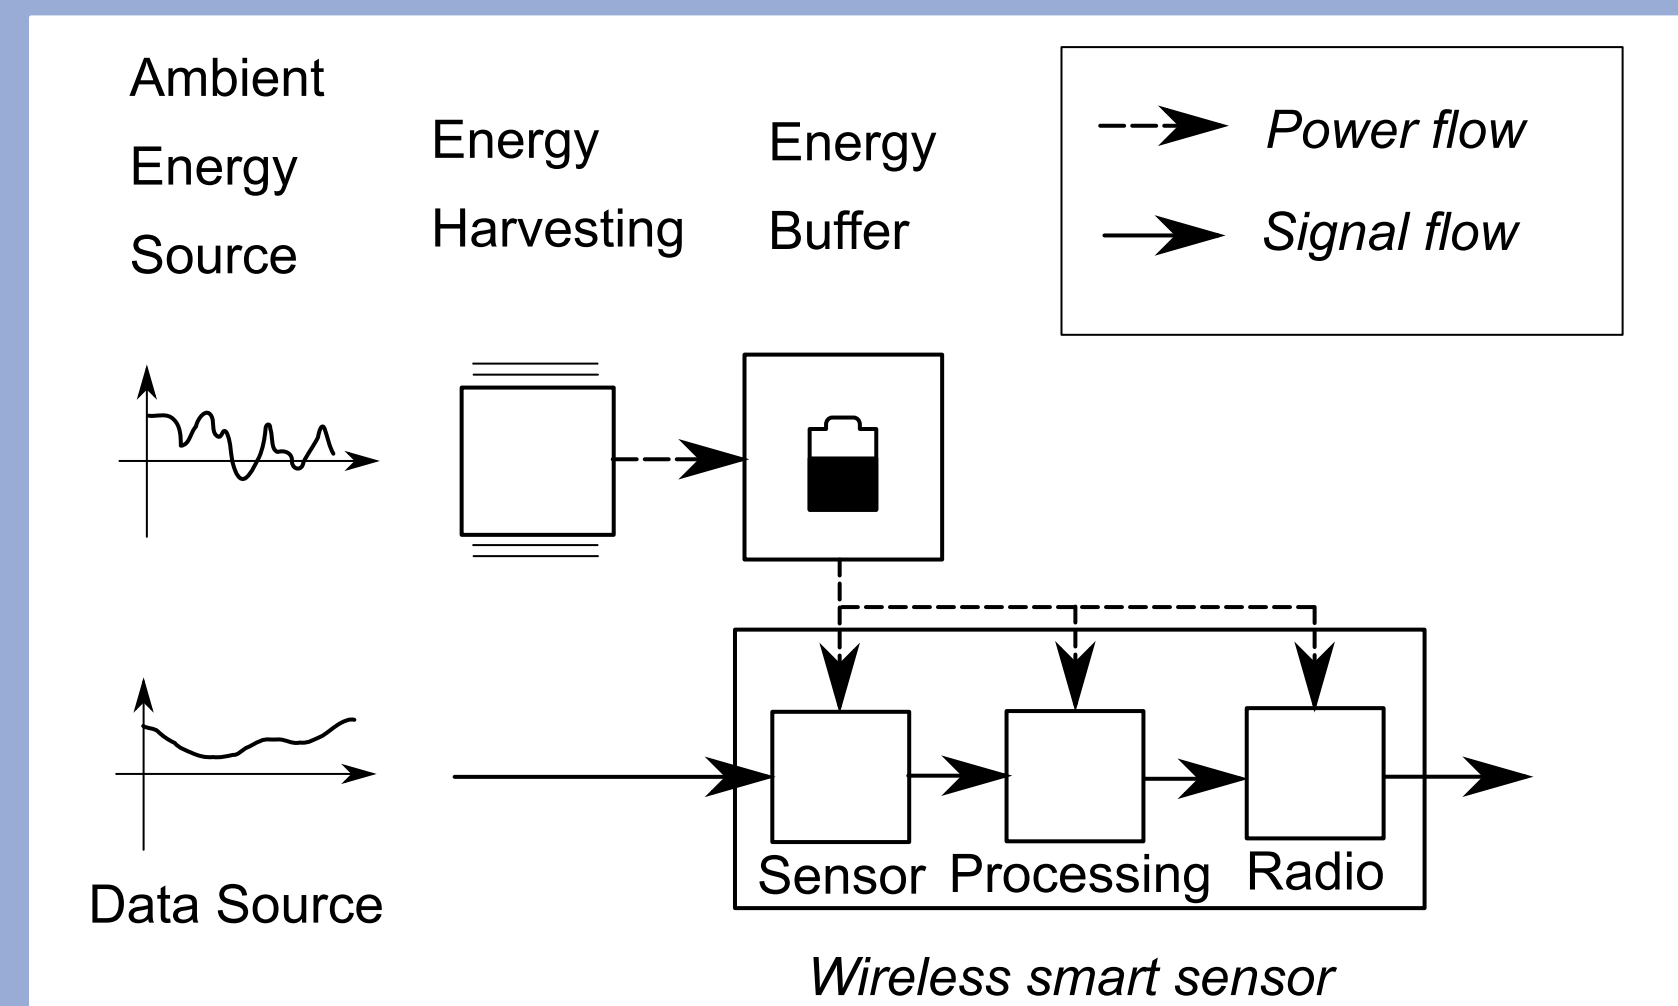 Ambient
Energy
Source
Energy
Harvesting
Energy
Buffer
Power flow
Signal flow
Data Source
Sensor
Processing
Radio
Wireless smart sensor